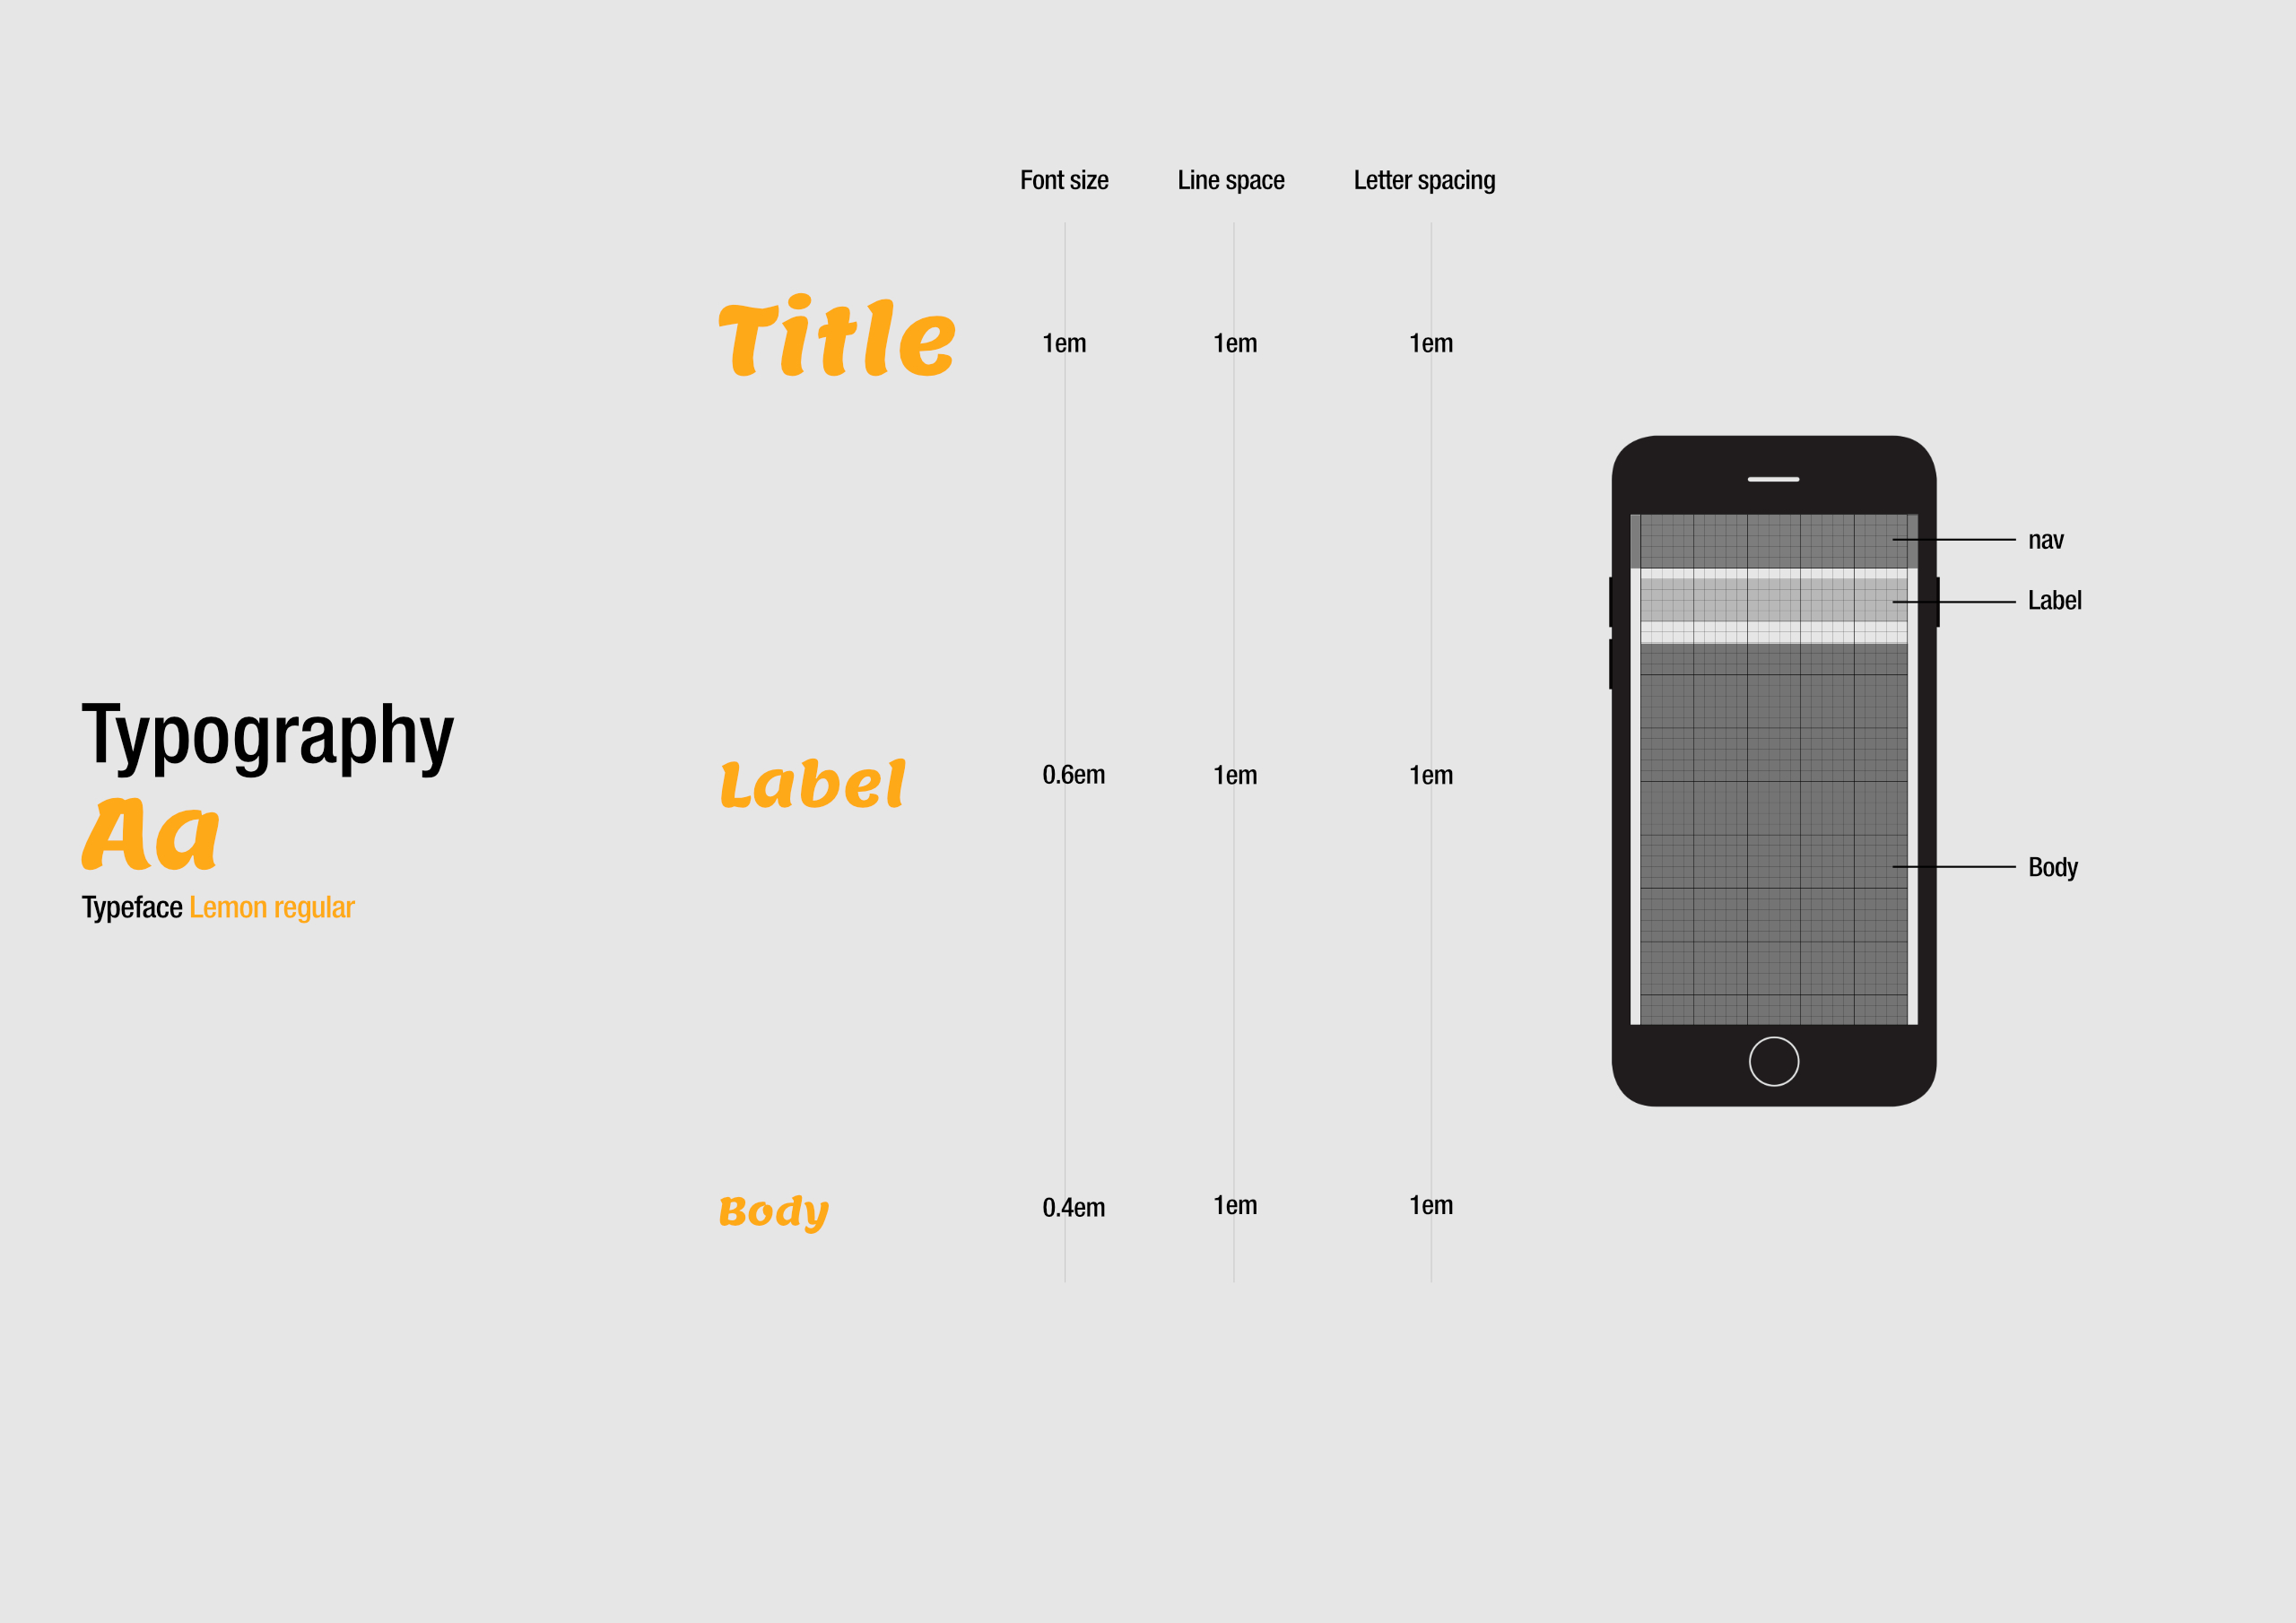 Typography
Aa
Typeface Lemon regular
Font size Line space Letter spacing
Title 1em 1em 1em
Label 0.6em 1em 1em
Body 0.4em 1em 1em
nav
Label
Body